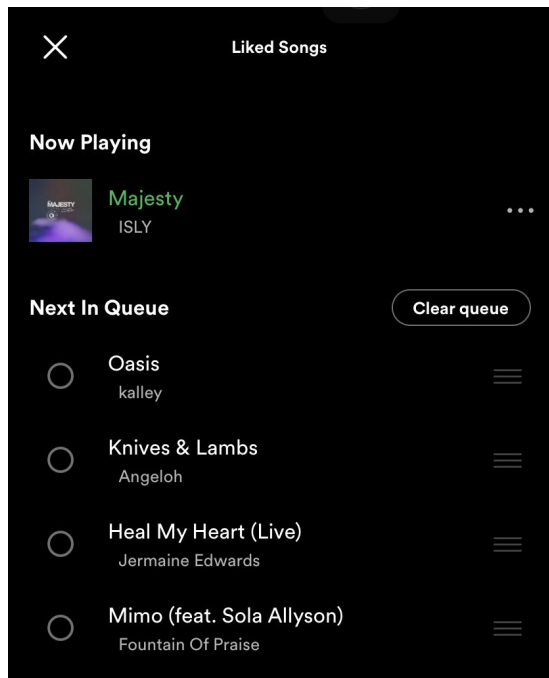 Liked Songs
Now Playing
MAJESTY
Majesty
ISLY
Next In Queue
Clear queue
Oasis
kalley
Knives & Lambs
Angeloh
Heal My Heart (Live)
Jermaine Edwards
Mimo (feat. Sola Allyson)
Fountain Of Praise